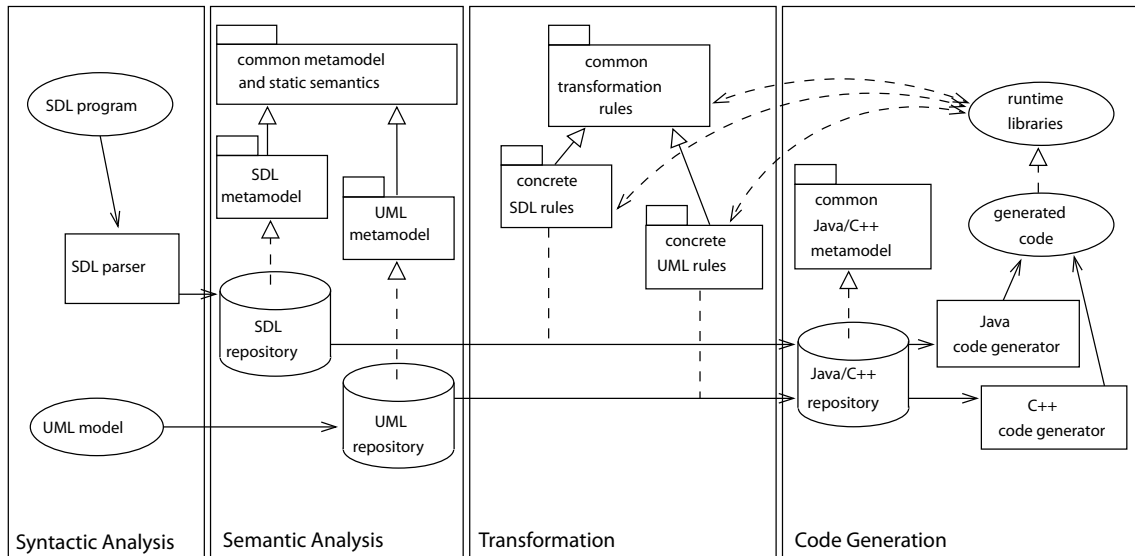 SDL program
SDL parser
UML model
Syntactic Analysis
common metamodel
and static semantics
SDL
metamodel
UML
metamodel
SDL
repository
UML
repository
Semantic Analysis
common
transformation
rules
concrete
SDL rules
concrete
UML rules
Transformation
runtime
libraries
common
Java/C++
metamodel
generated
code
Java
code generator
Java/C++
repository
C++
code generator
Code Generation